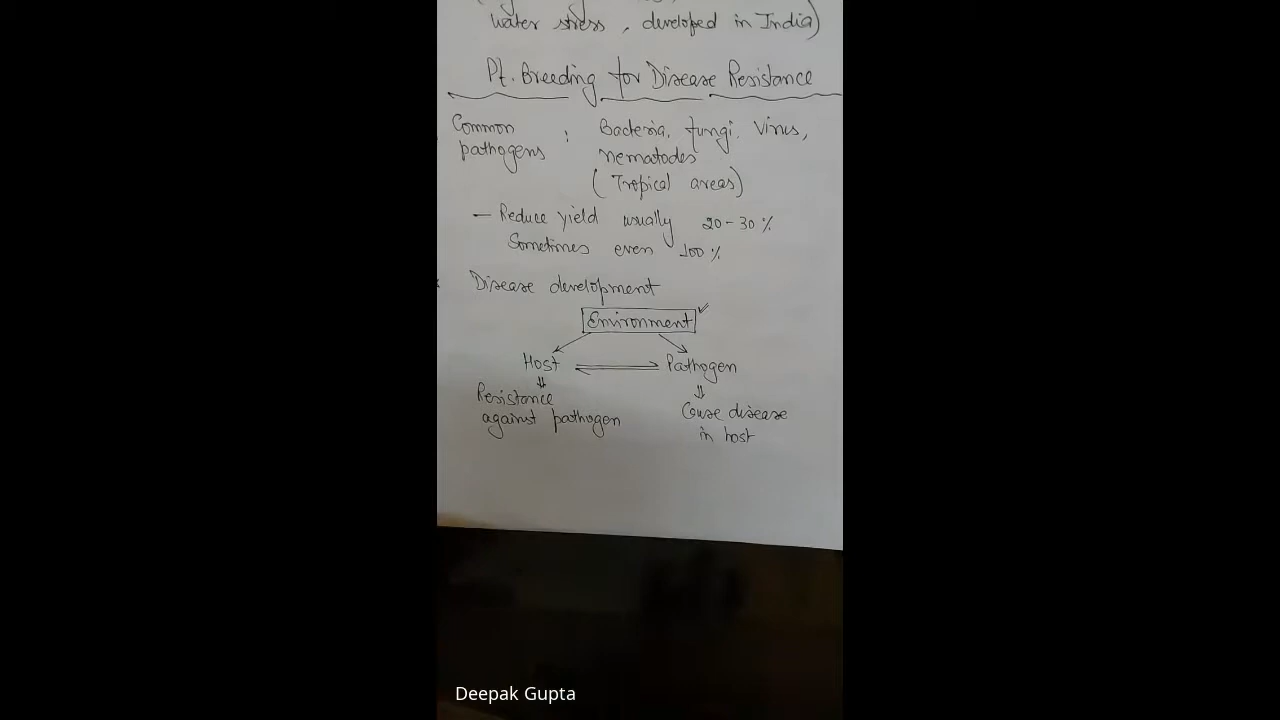 water stress, developed in India)
Pt. Breeding for Disease Resistance
Common : Bacteria, fungi, Virus,
pathogens nematodes
(Tropical areas)
— Reduce yield usually 20-30%
Sometimes even 100%
Disease development
Environment ✓
Host ⇌ Pathogen
⇓ ⇓
Resistance Cause disease
against pathogen in host
Deepak Gupta